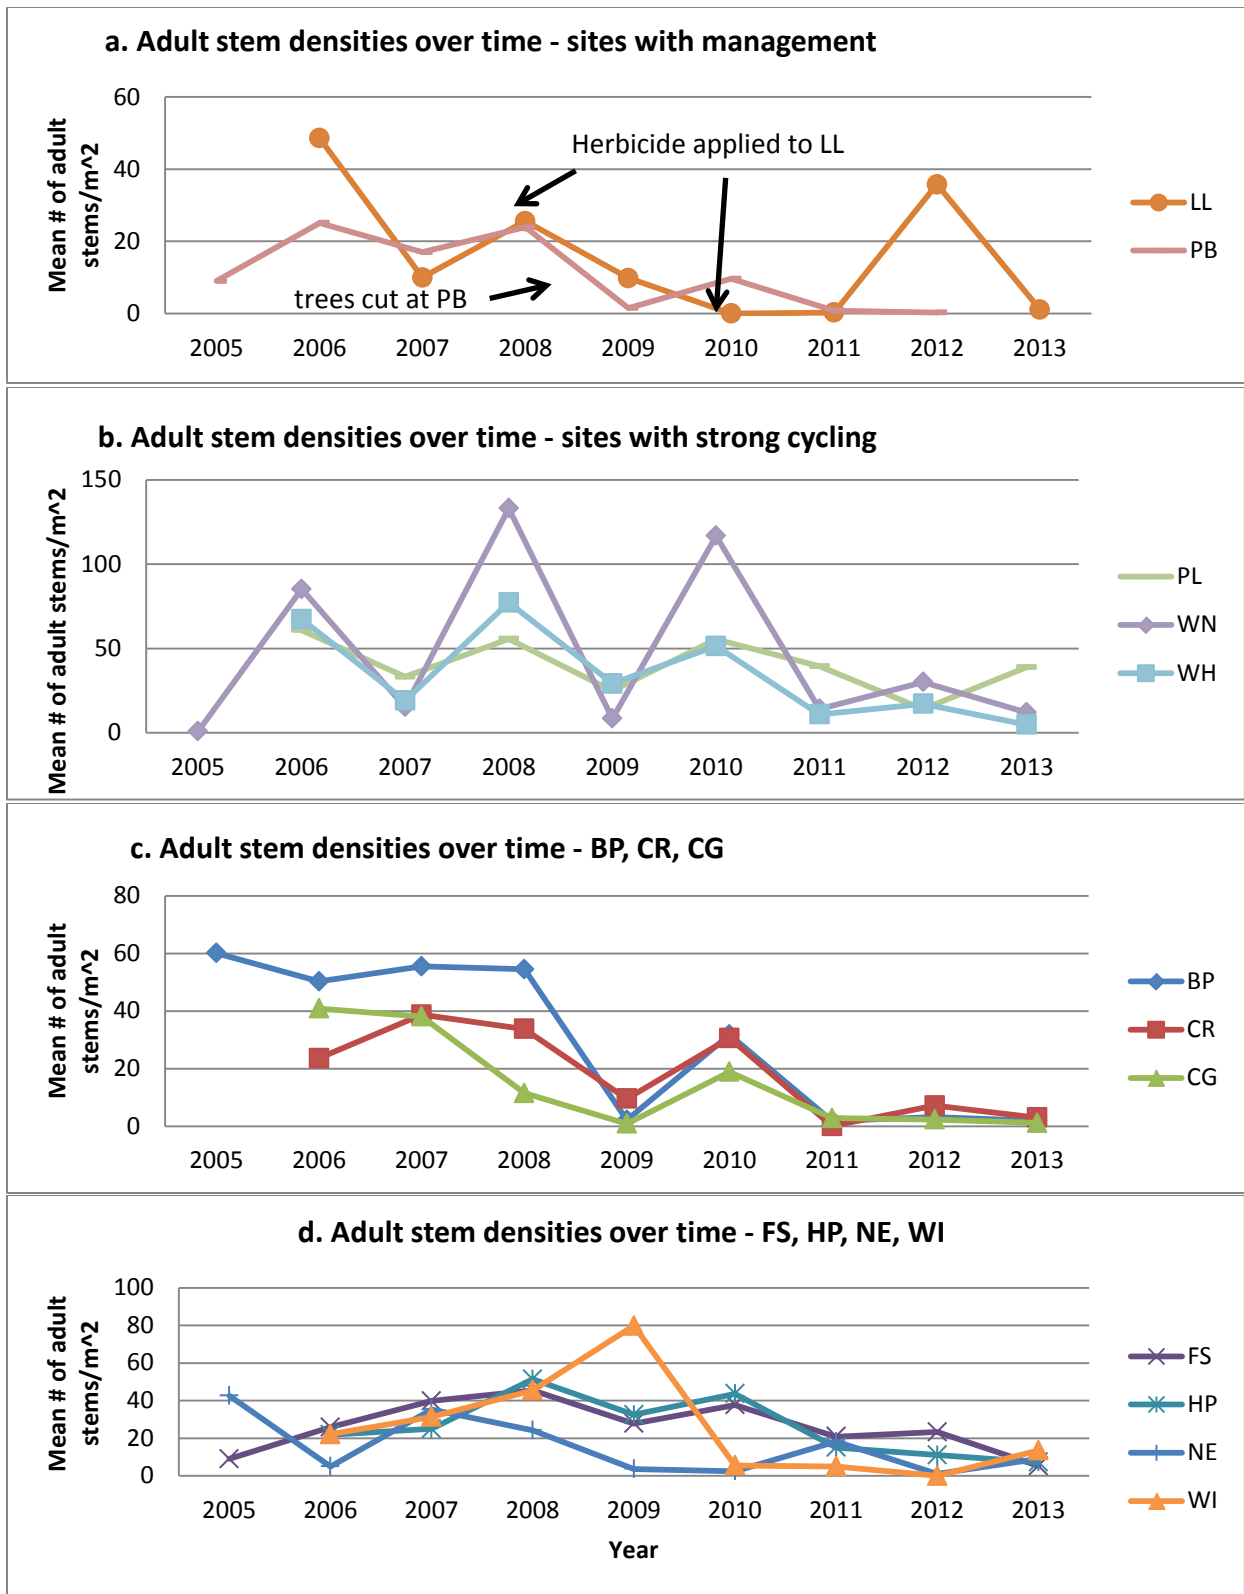 a. Adult stem densities over time - sites with management
Mean # of adult
stems/m^2
60
40
20
0
Herbicide applied to LL
trees cut at PB
2005 2006 2007 2008 2009 2010 2011 2012 2013
LL
PB
b. Adult stem densities over time - sites with strong cycling
Mean # of adult stems/m^2
150
100
50
0
2005 2006 2007 2008 2009 2010 2011 2012 2013
PL
WN
WH
c. Adult stem densities over time - BP, CR, CG
Mean # of adult
stems/m^2
80
60
40
20
0
2005 2006 2007 2008 2009 2010 2011 2012 2013
BP
CR
CG
d. Adult stem densities over time - FS, HP, NE, WI
Mean # of adult
stems/m^2
100
80
60
40
20
0
2005 2006 2007 2008 2009 2010 2011 2012 2013
Year
FS
HP
NE
WI